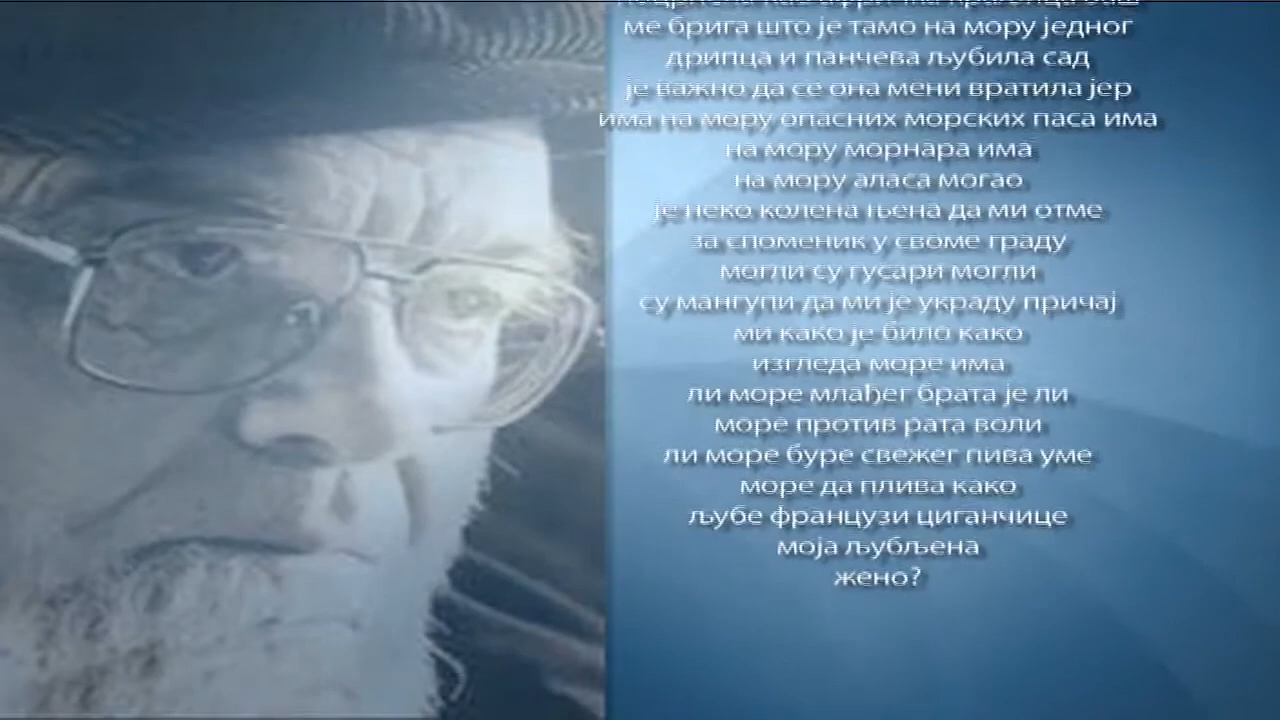 ме брига што је тамо на мору једног
дрипца и панчева љубила сад
је важно да се она мени вратила јер
има на мору опасних морских паса има
на мору морнара има
на мору аласа могао
је неко колена њена да ми отме
за споменик у своме граду
могли су гусари могли
су мангупи да ми је украду причај
ми како је било како
изгледа море има
ли море млађег брата је ли
море против рата воли
ли море буре свежег пива уме
море да плива како
љубе французи циганчице
моја љубљена
жено?